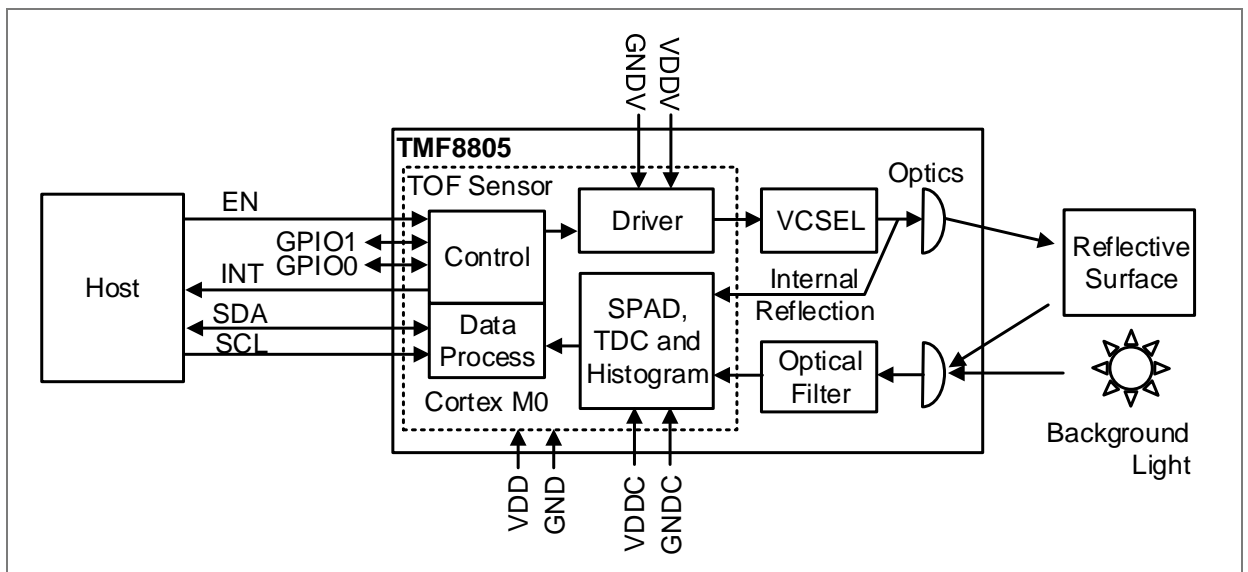 GNDV
VDDV
TMF8805
TOF Sensor
Optics
EN
Driver
VCSEL
GPIO1
GPIO0
Control
Reflective
Surface
Host
INT
Internal
Reflection
SPAD,
TDC and
Histogram
SDA
SCL
Data
Process
Optical
Filter
Cortex M0
Background
Light
VDD
GND
VDDC
GNDC